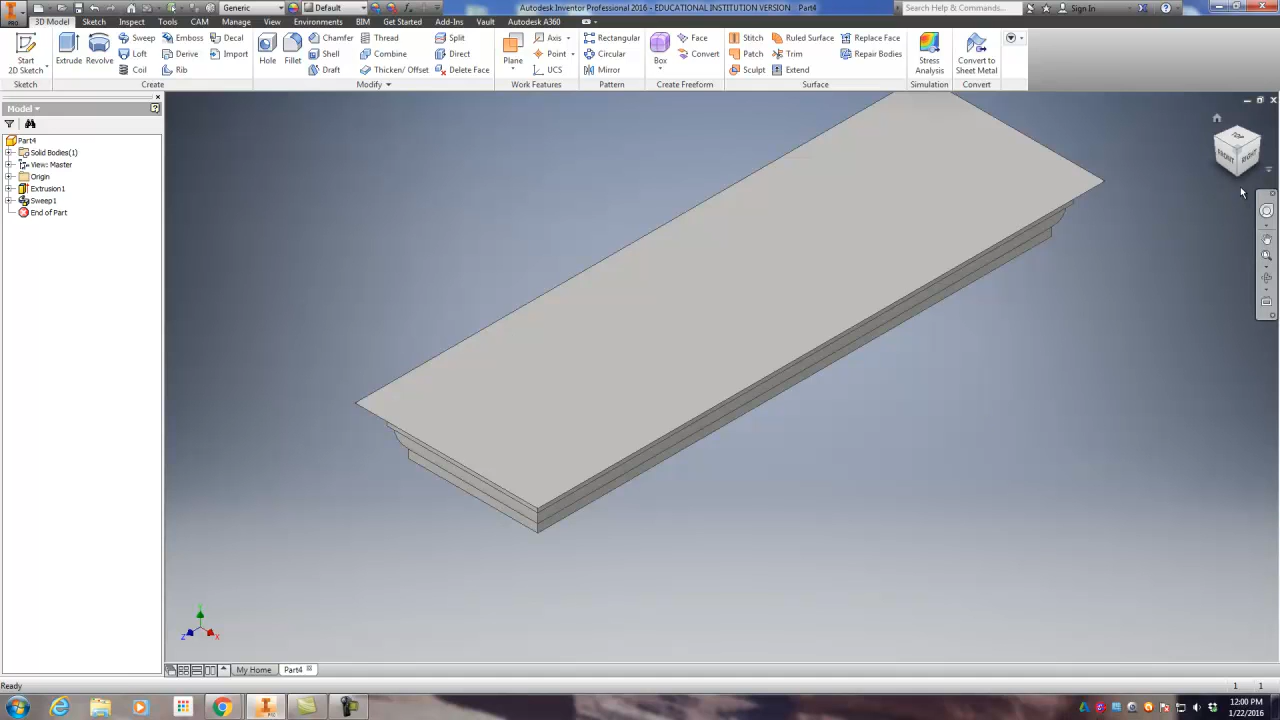 Generic Default Autodesk Inventor Professional 2016 - EDUCATIONAL INSTITUTION VERSION Part4 Search Help & Commands... Sign In
PRO 3D Model Sketch Inspect Tools CAM Manage View Environments BIM Get Started Add-Ins Vault Autodesk A360
Sweep Emboss Decal Chamfer Thread Split Axis Rectangular Face Stitch Ruled Surface Replace Face
Start 2D Sketch Extrude Revolve Loft Derive Import Hole Fillet Shell Combine Direct Plane Point Circular Box Convert Patch Trim Repair Bodies Stress Analysis Convert to Sheet Metal
Coil Rib Draft Thicken/ Offset Delete Face UCS Mirror Sculpt Extend
Sketch Create Modify Work Features Pattern Create Freeform Surface Simulation Convert
Model
Part4
Solid Bodies(1)
View: Master
Origin
Extrusion1
Sweep1
End of Part
TOP
FRONT RIGHT
Y
Z X
My Home Part4
Ready 1 1
12:00 PM
1/22/2016